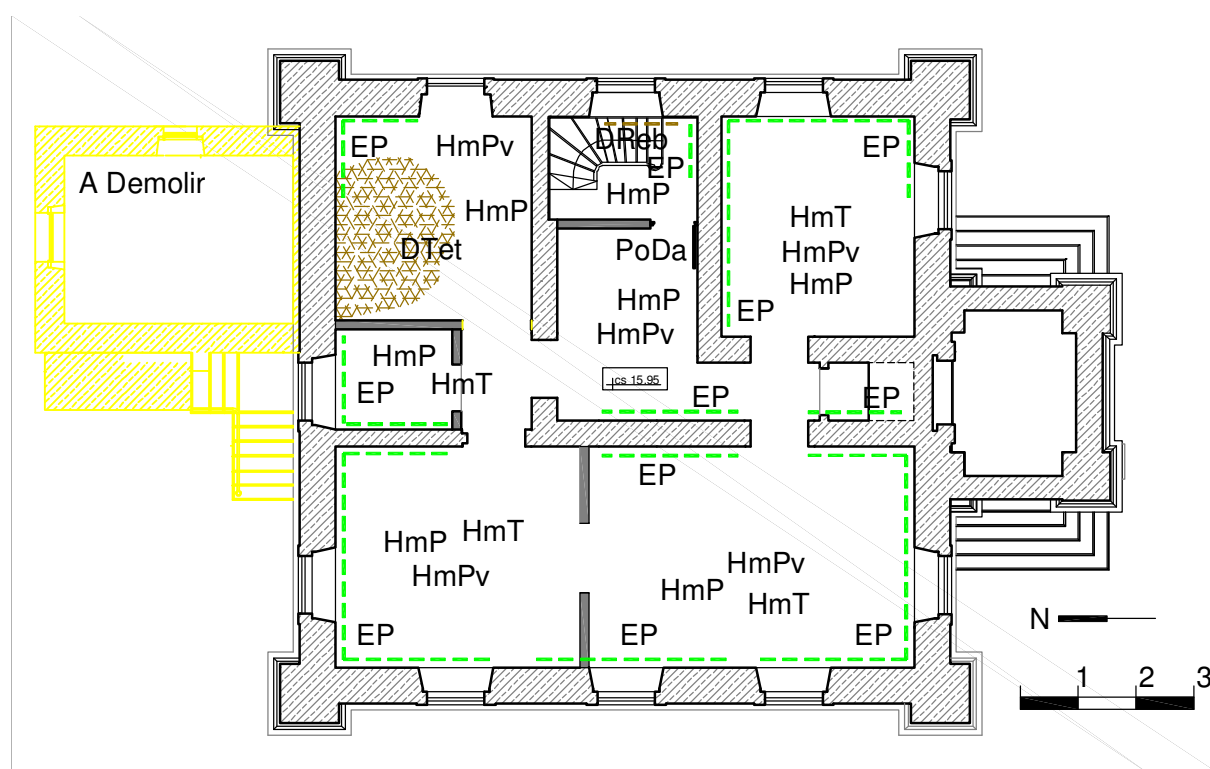 EP
HmPv
DReb
EP
EP
A Demolir
HmP
HmP
HmT
DTet
PoDa
HmPv
HmP
HmP
EP
HmPv
HmP
HmT
EP
cs 15.95
EP
EP
EP
HmP
HmT
HmPv
HmPv
HmP
HmT
N
EP
EP
EP
1 2 3